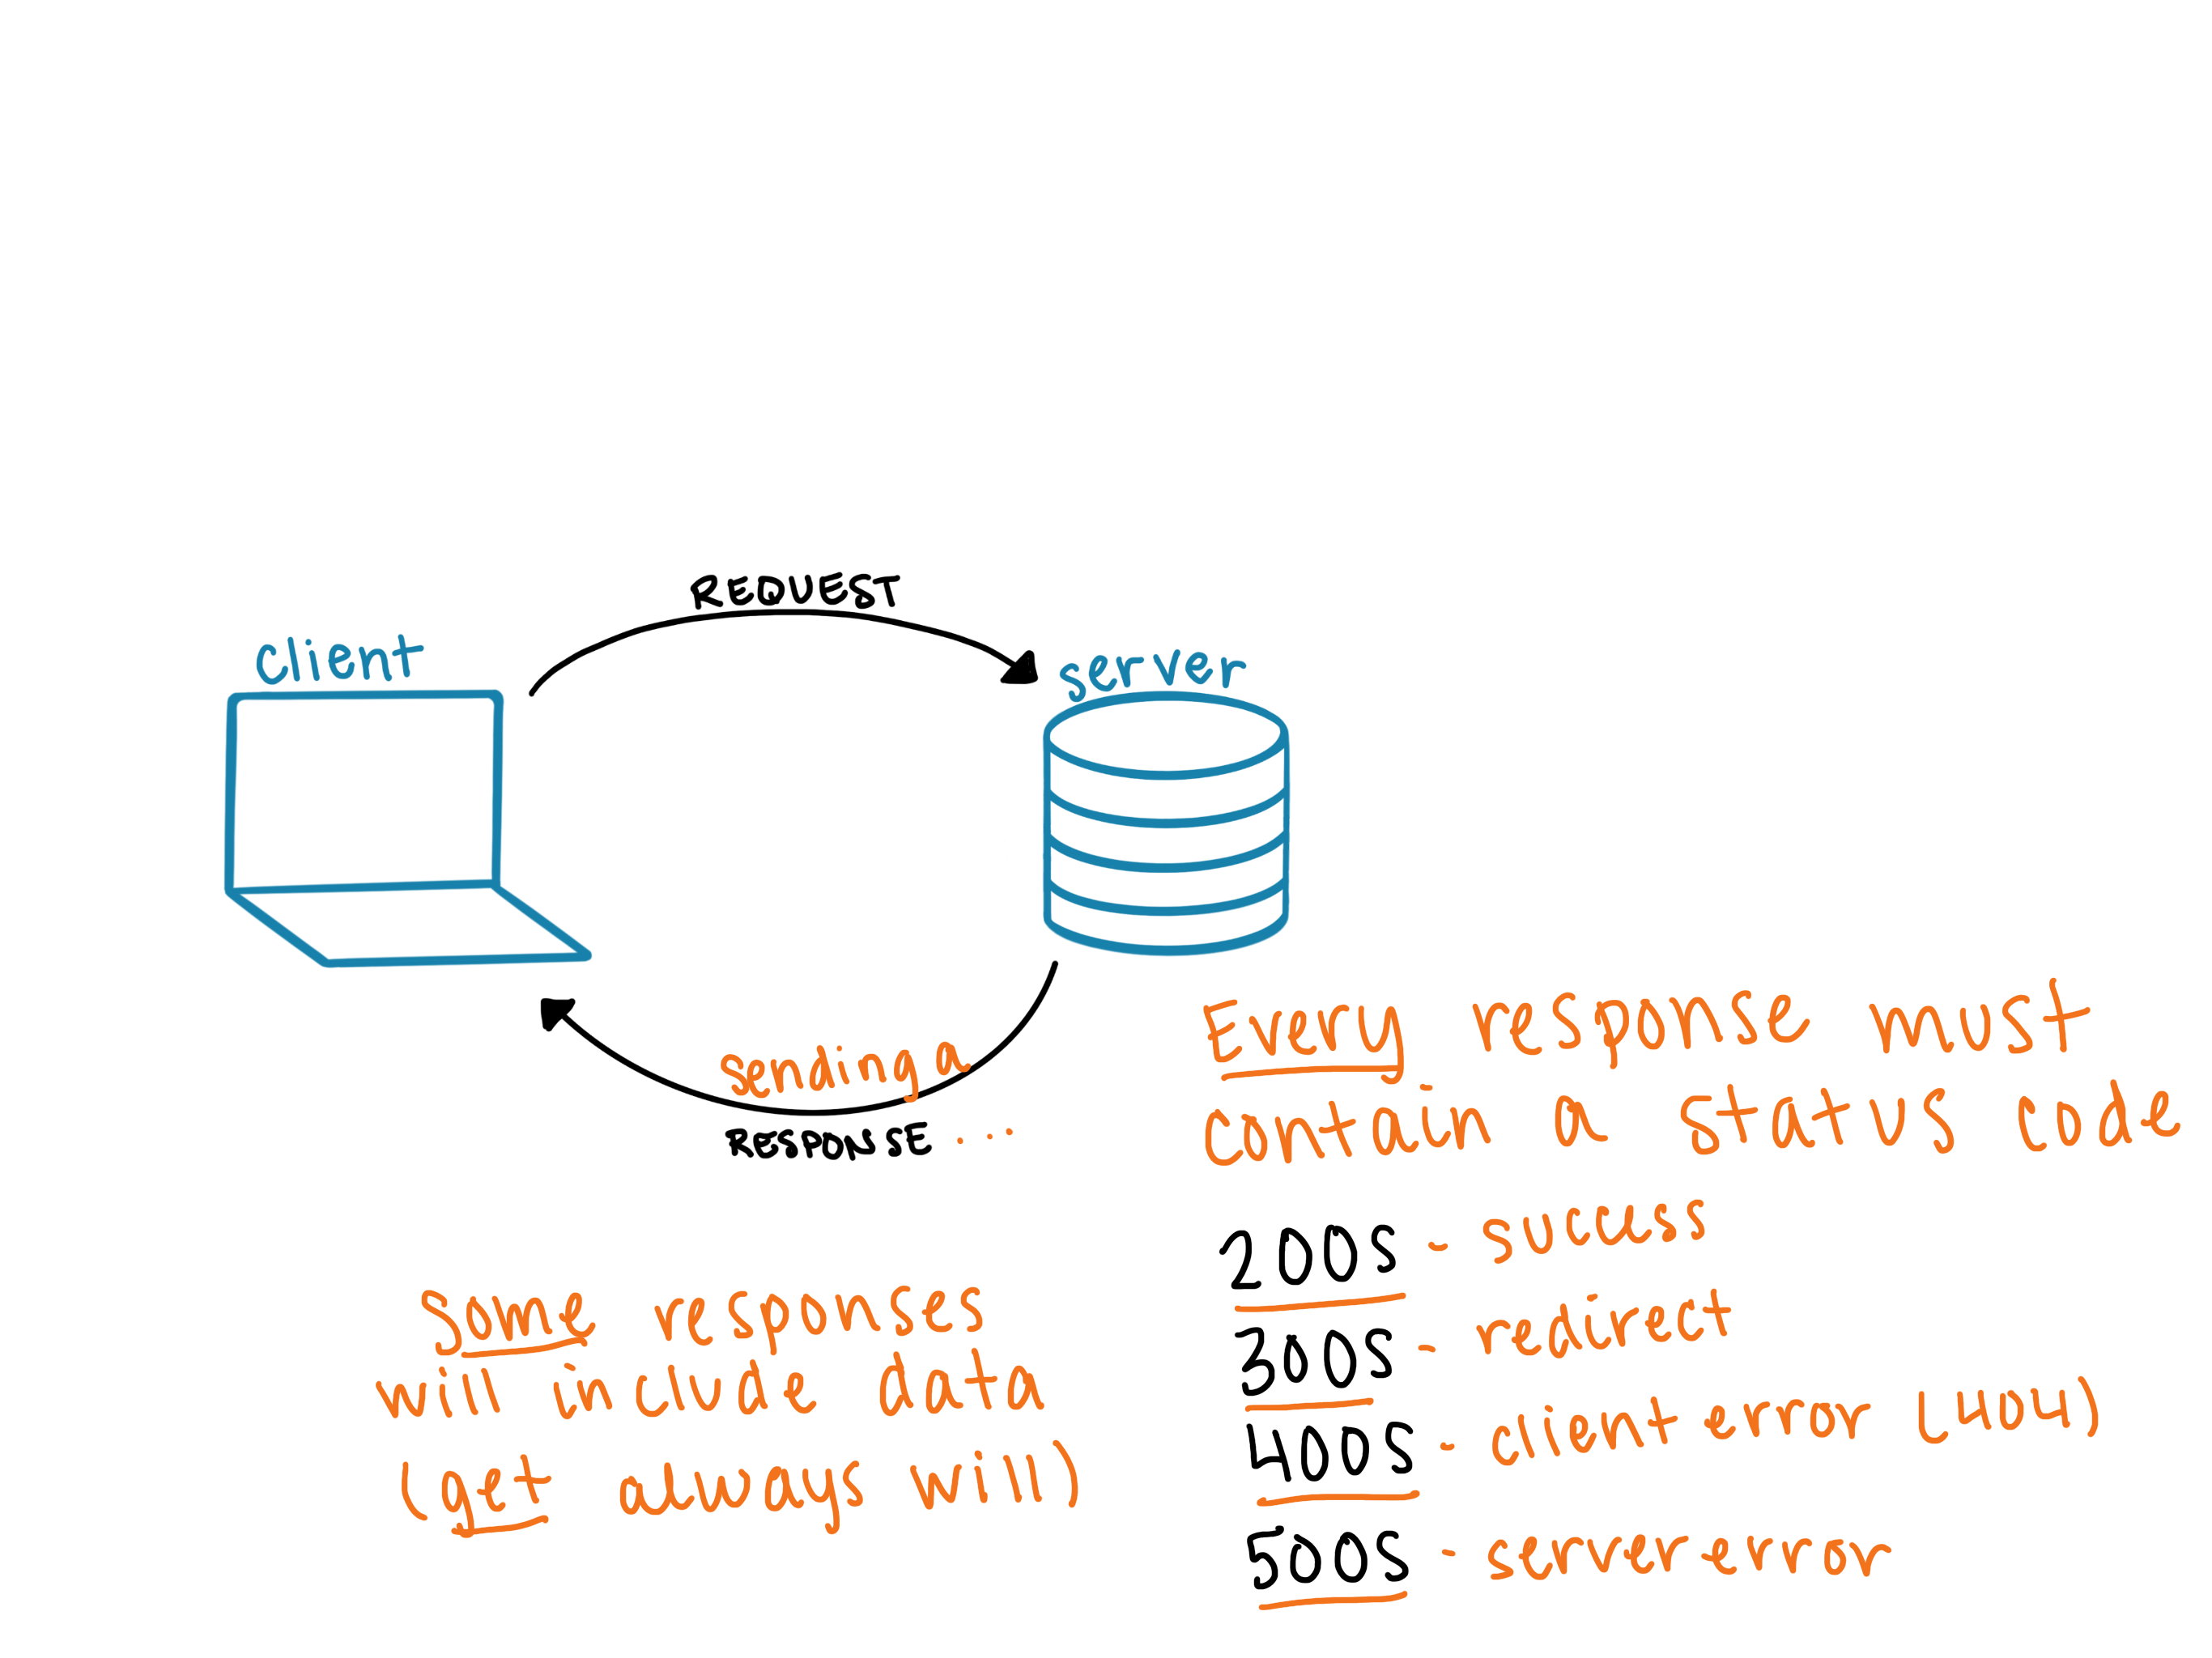 REQUEST
client
server
sending a
RESPONSE...
Every response must
contain a status code
200s - success
300s - redirect
400s - client error (404)
500s - server error
Some responses
will include data
(get always will)